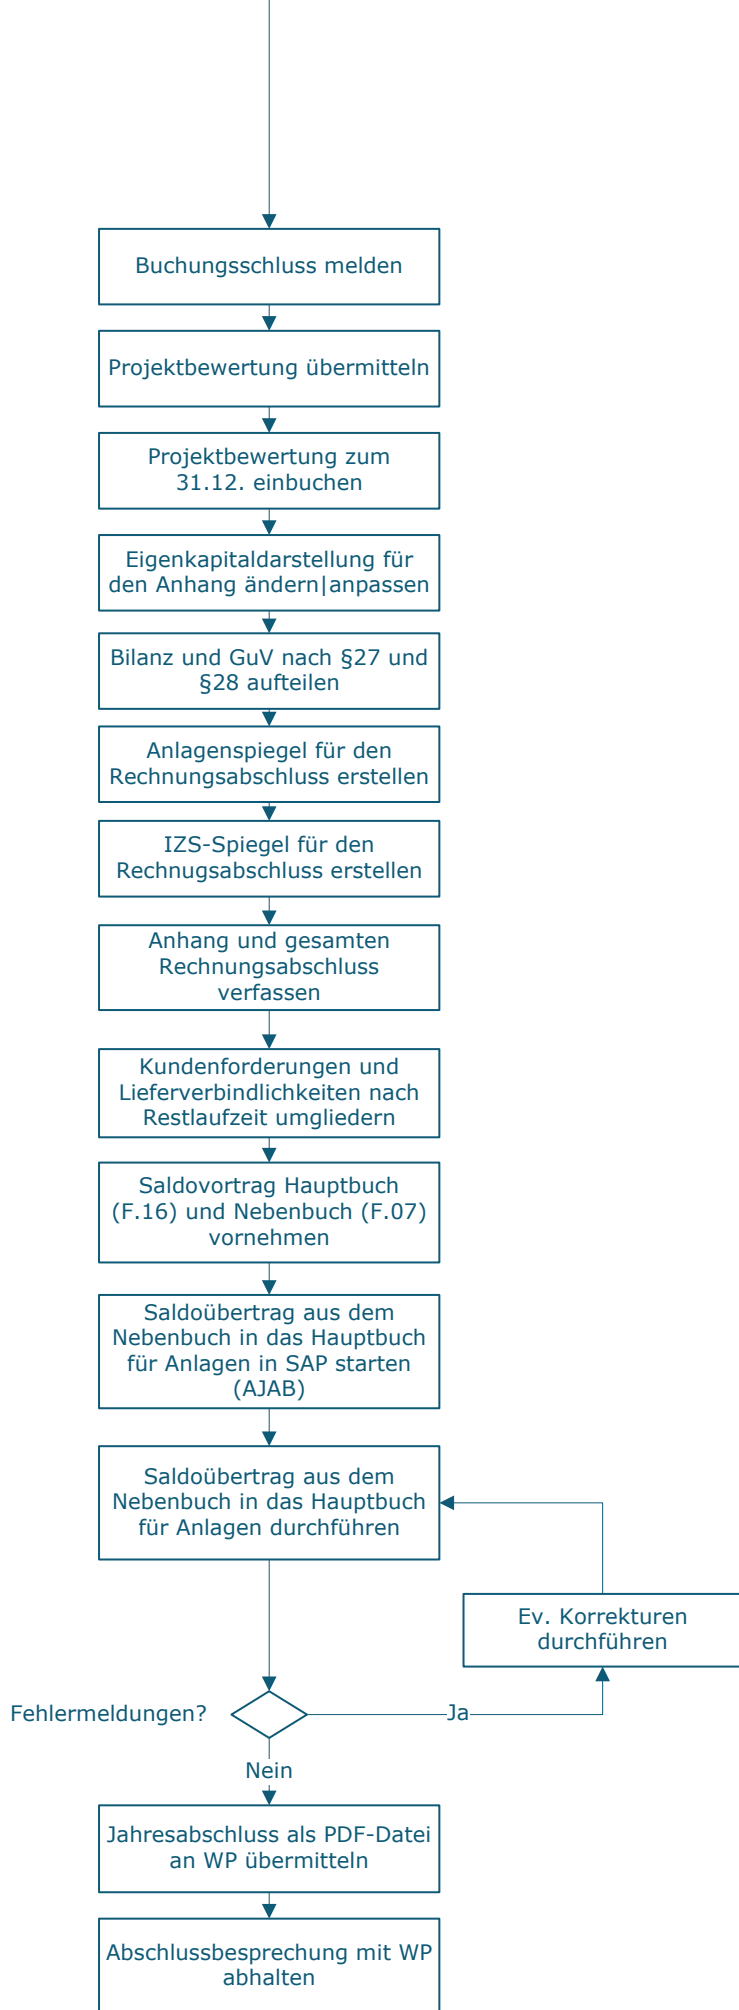 Buchungsschluss melden
Projektbewertung übermitteln
Projektbewertung zum
31.12. einbuchen
Eigenkapitaldarstellung für
den Anhang ändern|anpassen
Bilanz und GuV nach §27 und
§28 aufteilen
Anlagenspiegel für den
Rechnungsabschluss erstellen
IZS-Spiegel für den
Rechnugsabschluss erstellen
Anhang und gesamten
Rechnungsabschluss
verfassen
Kundenforderungen und
Lieferverbindlichkeiten nach
Restlaufzeit umgliedern
Saldovortrag Hauptbuch
(F.16) und Nebenbuch (F.07)
vornehmen
Saldoübertrag aus dem
Nebenbuch in das Hauptbuch
für Anlagen in SAP starten
(AJAB)
Saldoübertrag aus dem
Nebenbuch in das Hauptbuch
für Anlagen durchführen
Ev. Korrekturen
durchführen
Fehlermeldungen?
Ja
Nein
Jahresabschluss als PDF-Datei
an WP übermitteln
Abschlussbesprechung mit WP
abhalten